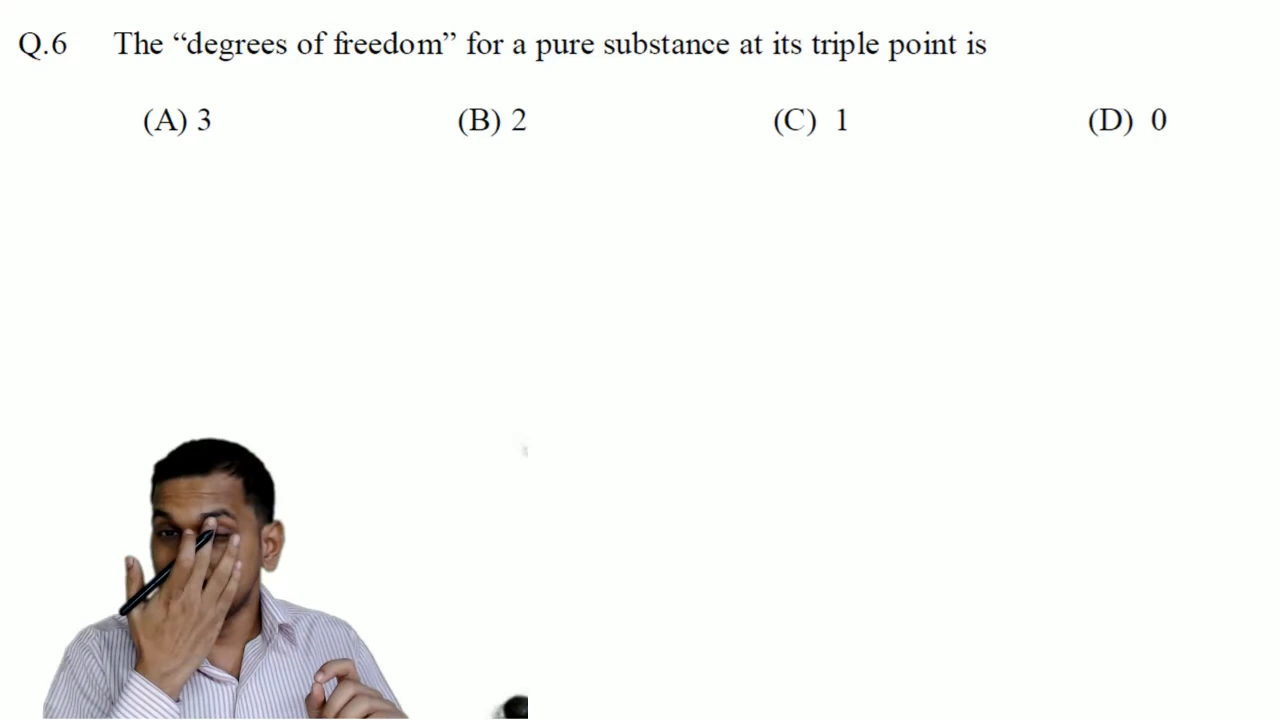 Q.6 The “degrees of freedom” for a pure substance at its triple point is
(A) 3 (B) 2 (C) 1 (D) 0